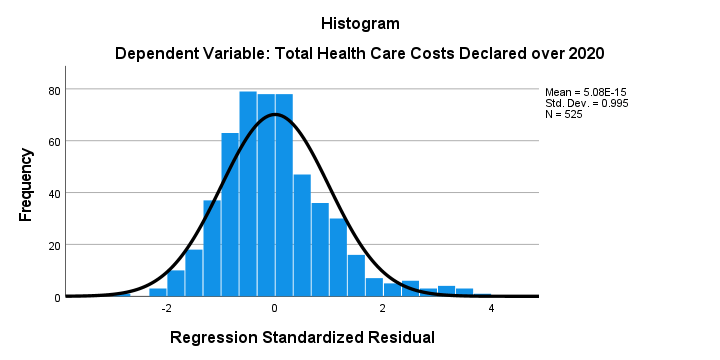 Histogram
Dependent Variable: Total Health Care Costs Declared over 2020
Mean = 5.08E-15
Std. Dev. = 0.995
N = 525
Frequency
80
60
40
20
0
-2
0
2
4
Regression Standardized Residual